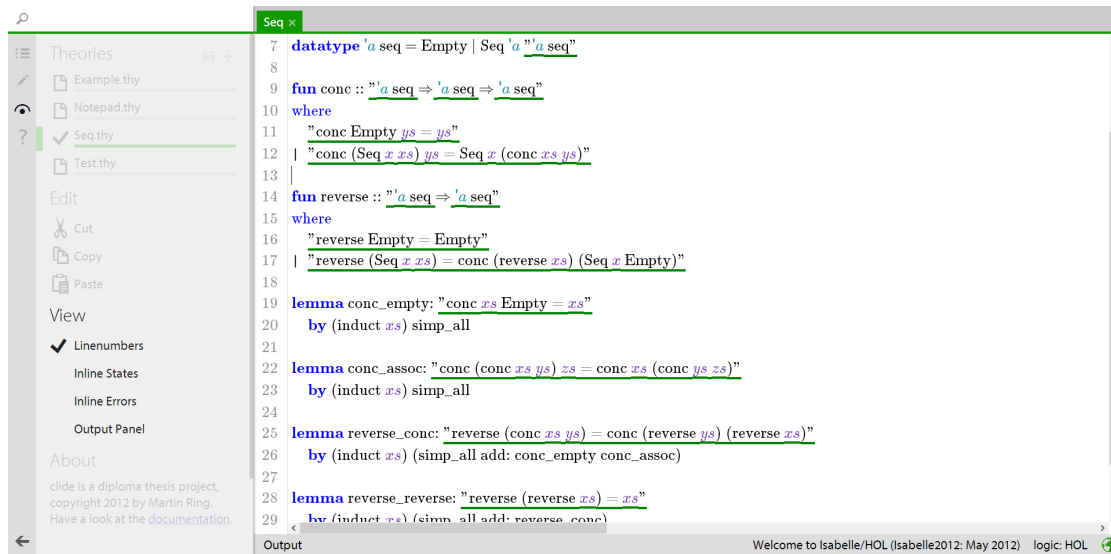 Theories
Example.thy
Notepad.thy
Seq.thy
Test.thy
Edit
Cut
Copy
Paste
View
Linenumbers
Inline States
Inline Errors
Output Panel
About
clide is a diploma thesis project,
copyright 2012 by Martin Ring.
Have a look at the documentation.
Seq ×
7 datatype 'a seq = Empty | Seq 'a "'a seq"
8
9 fun conc :: "'a seq ⇒ 'a seq ⇒ 'a seq"
10 where
11 "conc Empty ys = ys"
12 | "conc (Seq x xs) ys = Seq x (conc xs ys)"
13
14 fun reverse :: "'a seq ⇒ 'a seq"
15 where
16 "reverse Empty = Empty"
17 | "reverse (Seq x xs) = conc (reverse xs) (Seq x Empty)"
18
19 lemma conc_empty: "conc xs Empty = xs"
20 by (induct xs) simp_all
21
22 lemma conc_assoc: "conc (conc xs ys) zs = conc xs (conc ys zs)"
23 by (induct xs) simp_all
24
25 lemma reverse_conc: "reverse (conc xs ys) = conc (reverse ys) (reverse xs)"
26 by (induct xs) (simp_all add: conc_empty conc_assoc)
27
28 lemma reverse_reverse: "reverse (reverse xs) = xs"
29 by (induct xs) (simp_all add: reverse_conc)
Output
Welcome to Isabelle/HOL (Isabelle2012: May 2012) logic: HOL